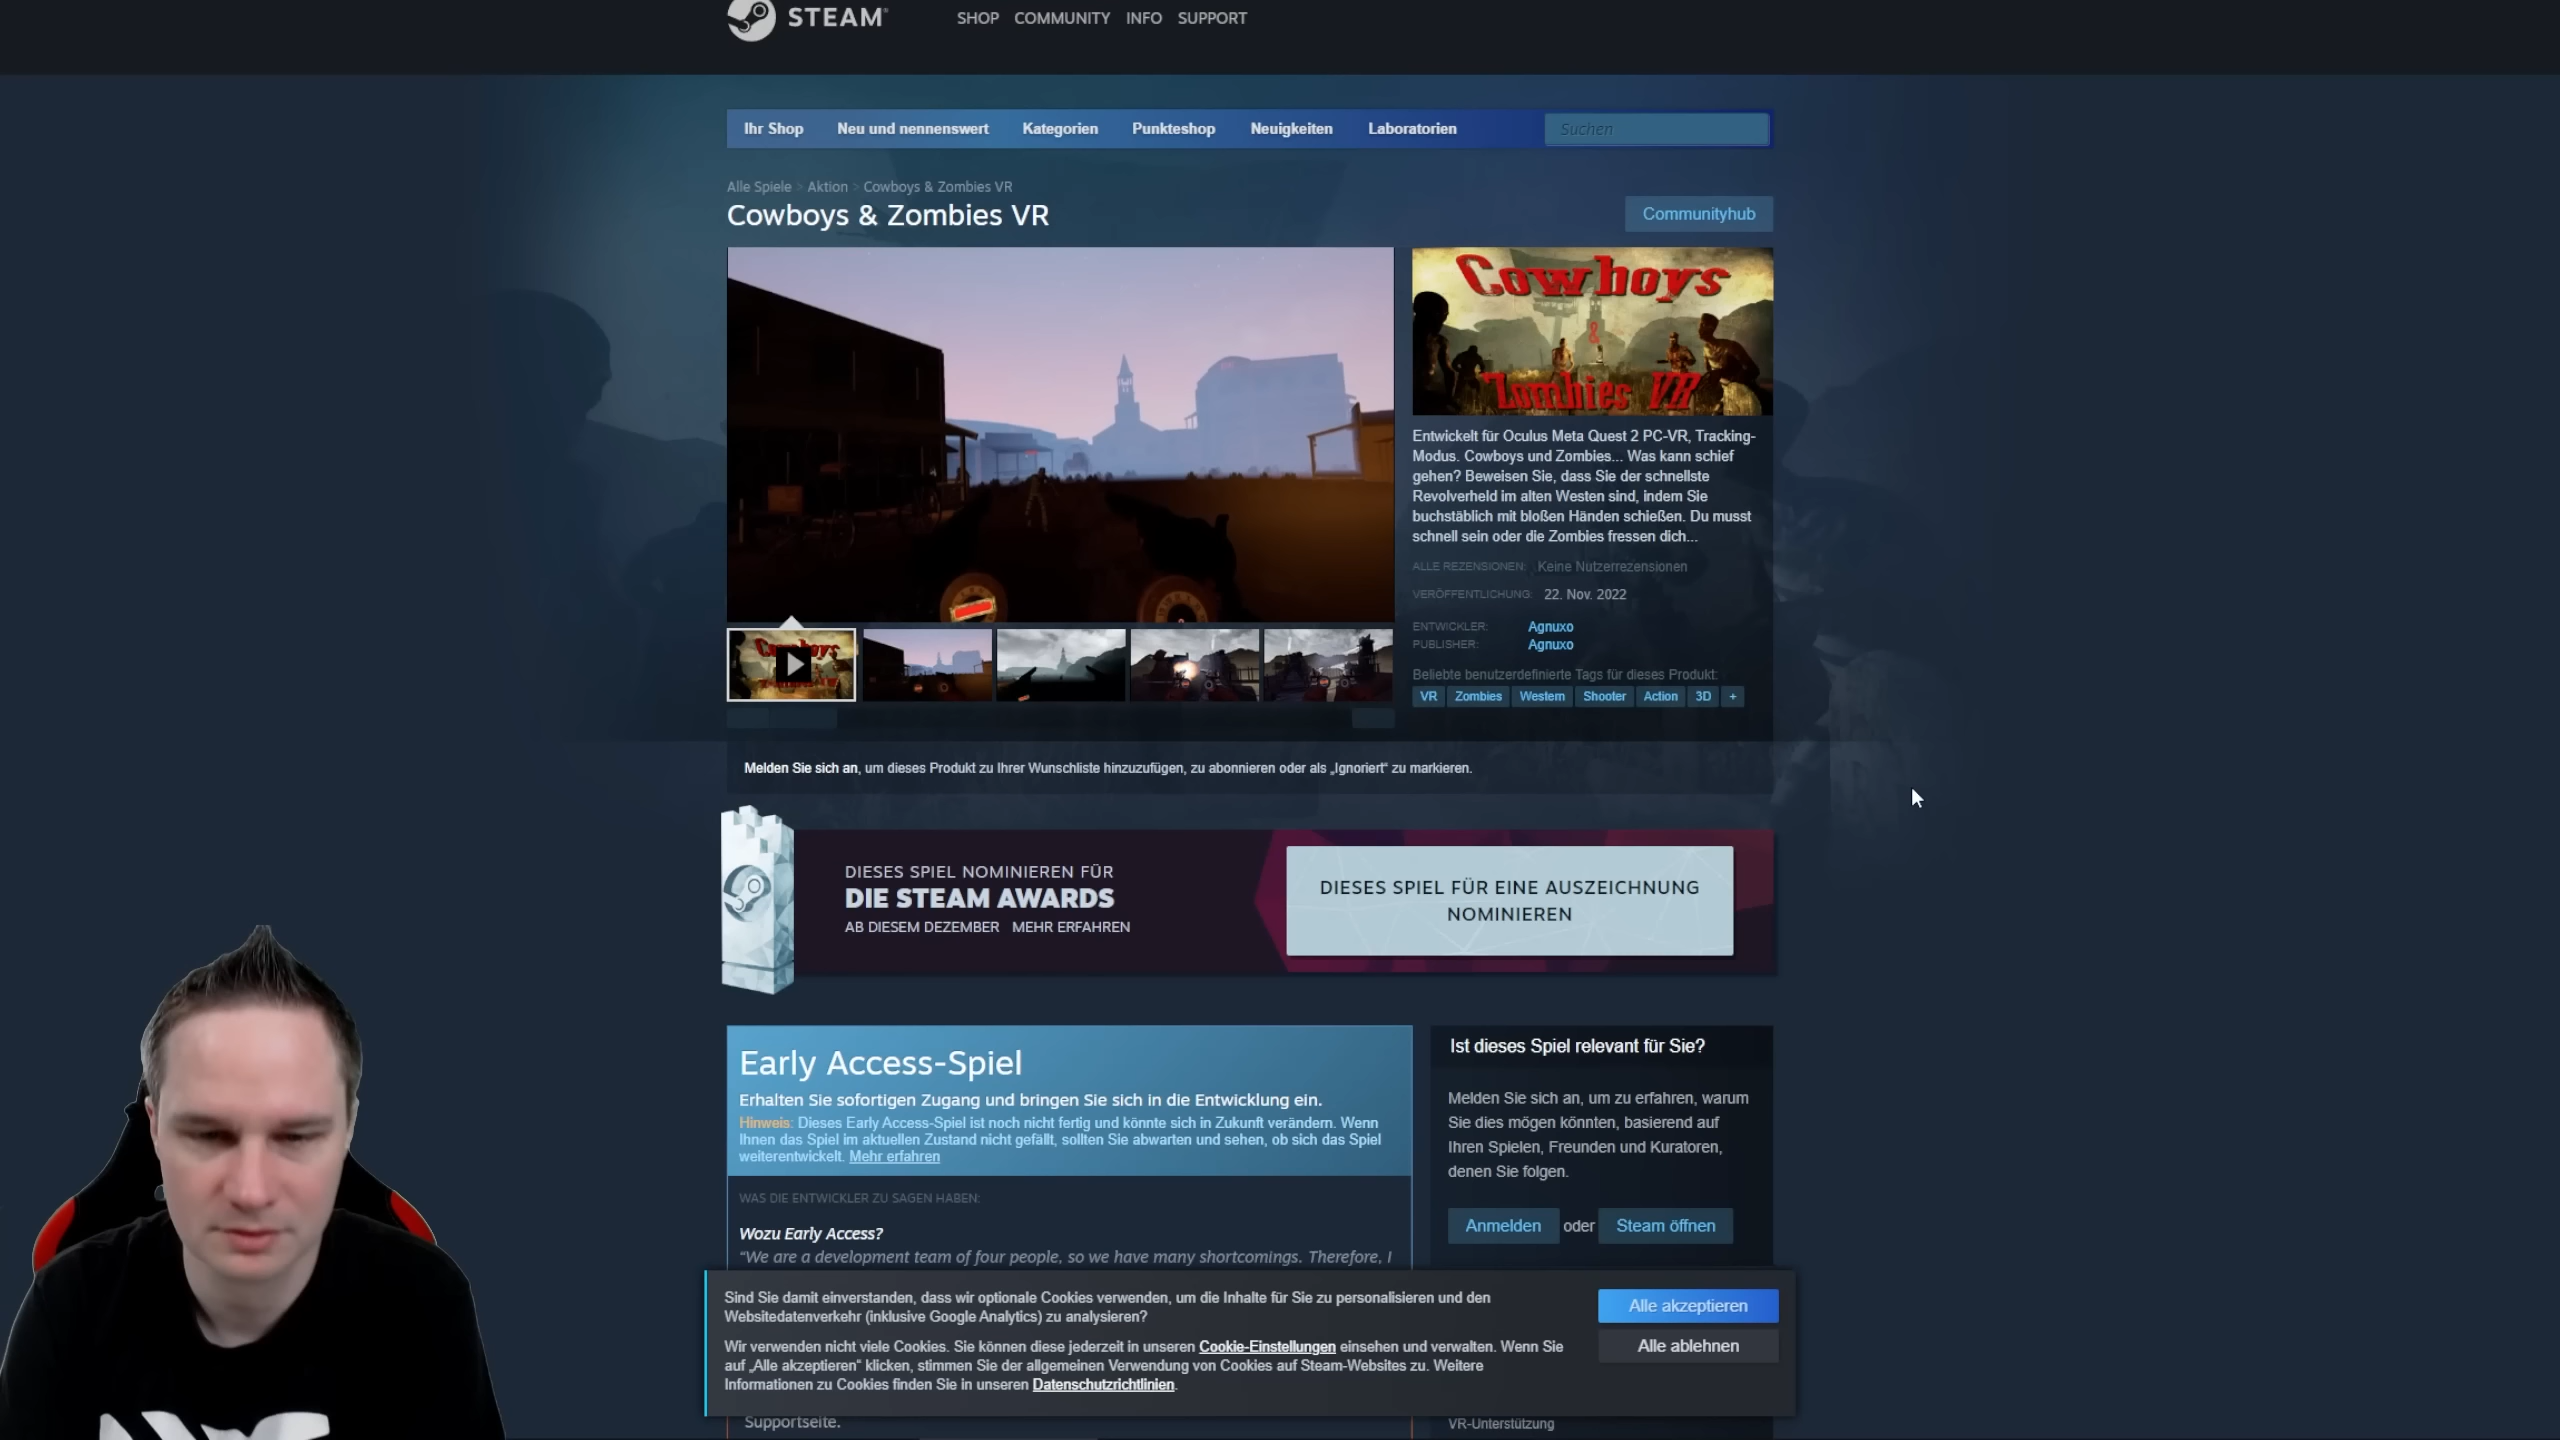 STEAM
SHOP COMMUNITY INFO SUPPORT
Ihr Shop Neu und nennenswert Kategorien Punkteshop Neuigkeiten Laboratorien Suchen
Alle Spiele > Aktion > Cowboys & Zombies VR
Cowboys & Zombies VR
Communityhub
Cowboys
&
Zombies VR
Entwickelt für Oculus Meta Quest 2 PC-VR, Tracking-
Modus. Cowboys und Zombies... Was kann schief
gehen? Beweisen Sie, dass Sie der schnellste
Revolverheld im alten Westen sind, indem Sie
buchstäblich mit bloßen Händen schießen. Du musst
schnell sein oder die Zombies fressen dich...
ALLE REZENSIONEN: Keine Nutzerrezensionen
VERÖFFENTLICHUNG: 22. Nov. 2022
ENTWICKLER: Agnuxo
PUBLISHER: Agnuxo
Beliebte benutzerdefinierte Tags für dieses Produkt:
VR Zombies Western Shooter Action 3D +
Melden Sie sich an, um dieses Produkt zu Ihrer Wunschliste hinzuzufügen, zu abonnieren oder als „Ignoriert“ zu markieren.
DIESES SPIEL NOMINIEREN FÜR
DIE STEAM AWARDS
AB DIESEM DEZEMBER MEHR ERFAHREN
DIESES SPIEL FÜR EINE AUSZEICHNUNG
NOMINIEREN
Early Access-Spiel
Erhalten Sie sofortigen Zugang und bringen Sie sich in die Entwicklung ein.
Hinweis: Dieses Early Access-Spiel ist noch nicht fertig und könnte sich in Zukunft verändern. Wenn
Ihnen das Spiel im aktuellen Zustand nicht gefällt, sollten Sie abwarten und sehen, ob sich das Spiel
weiterentwickelt. Mehr erfahren
WAS DIE ENTWICKLER ZU SAGEN HABEN:
Wozu Early Access?
“We are a development team of four people, so we have many shortcomings. Therefore, I
Ist dieses Spiel relevant für Sie?
Melden Sie sich an, um zu erfahren, warum
Sie dies mögen könnten, basierend auf
Ihren Spielen, Freunden und Kuratoren,
denen Sie folgen.
Anmelden oder Steam öffnen
Sind Sie damit einverstanden, dass wir optionale Cookies verwenden, um die Inhalte für Sie zu personalisieren und den
Websitedatenverkehr (inklusive Google Analytics) zu analysieren?
Wir verwenden nicht viele Cookies. Sie können diese jederzeit in unseren Cookie-Einstellungen einsehen und verwalten. Wenn Sie
auf „Alle akzeptieren“ klicken, stimmen Sie der allgemeinen Verwendung von Cookies auf Steam-Websites zu. Weitere
Informationen zu Cookies finden Sie in unseren Datenschutzrichtlinien.
Alle akzeptieren
Alle ablehnen
Supportseite.
VR-Unterstützung